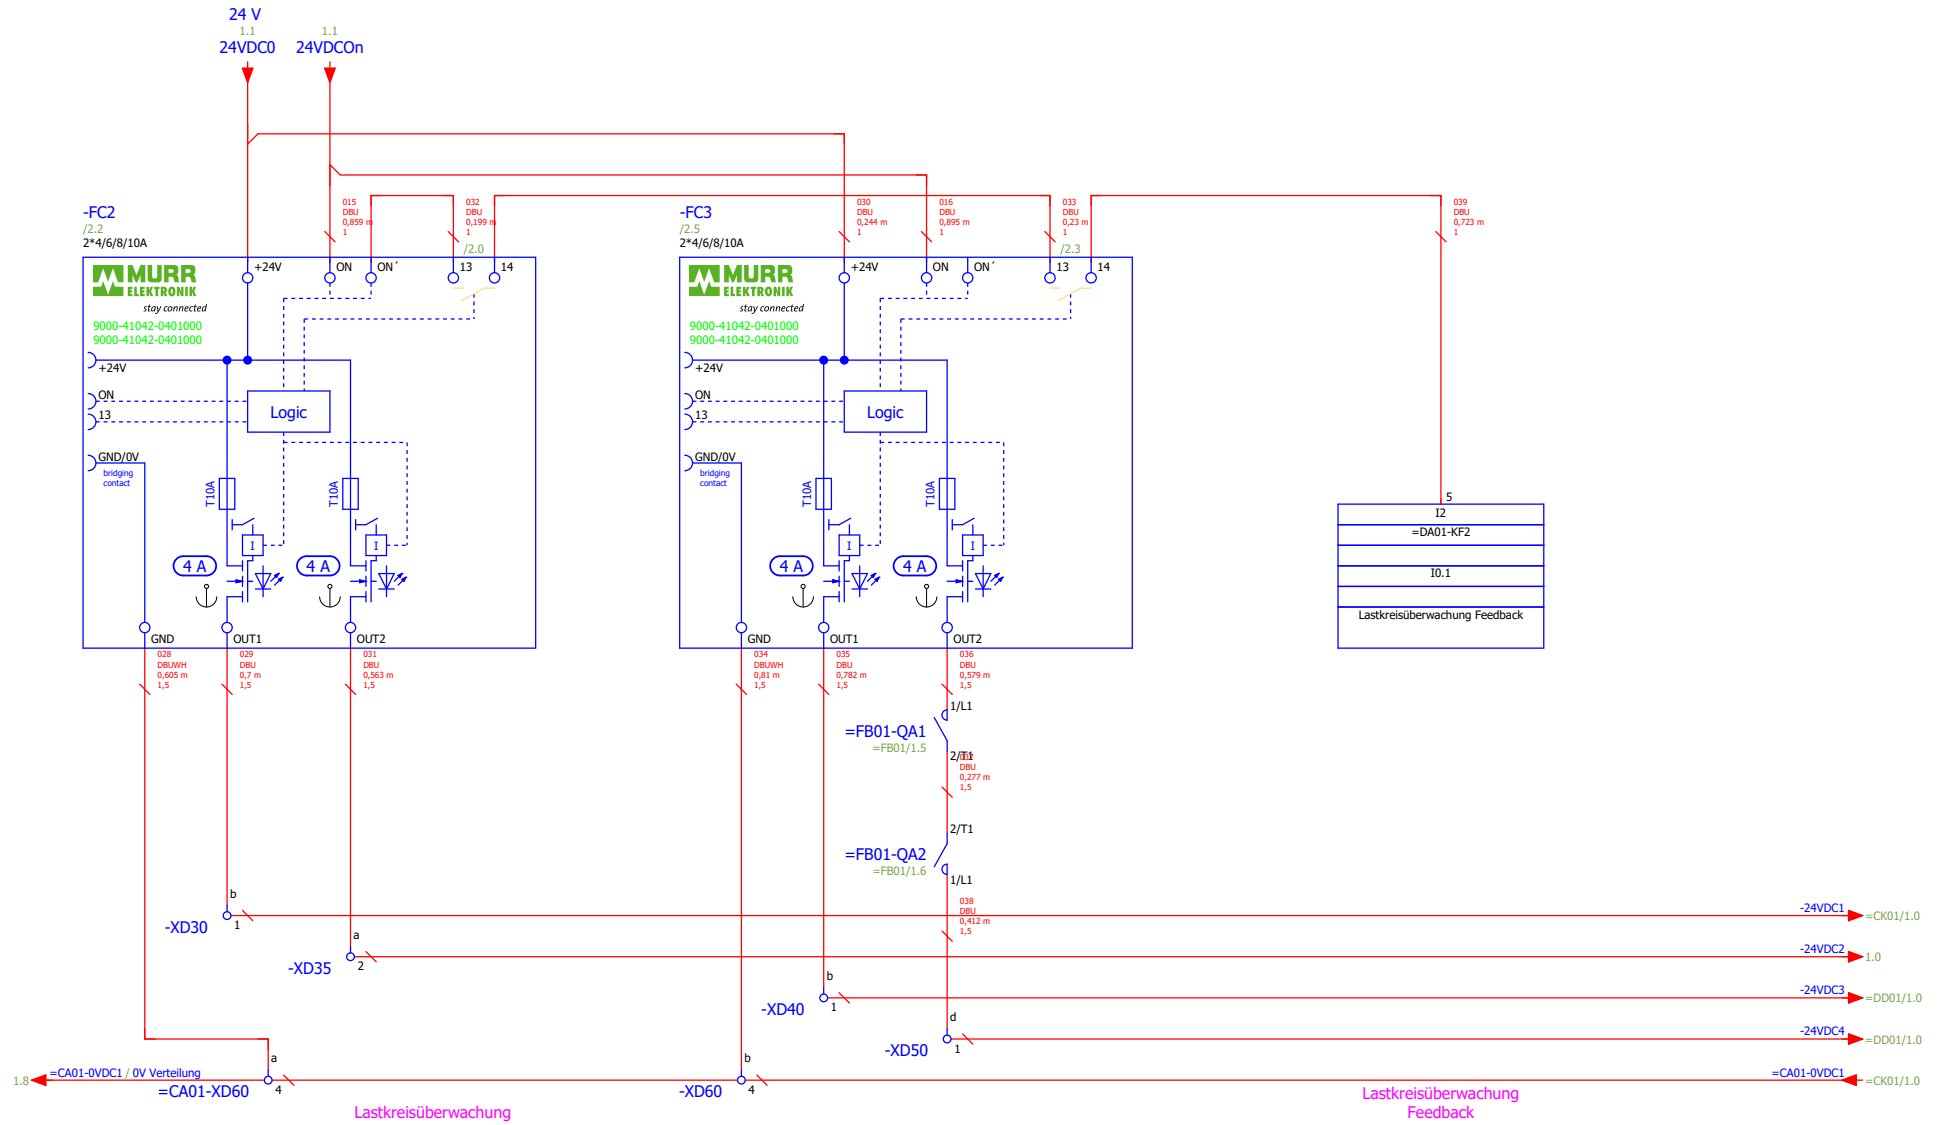 24 V
1.1
24VDC0
1.1
24VDCOn
-FC2
/2.2
2*4/6/8/10A
015
DBU
0,859 m
1
032
DBU
0,199 m
1
/2.0
+24V
ON
ON´
13
14
MURR
ELEKTRONIK
stay connected
9000-41042-0401000
9000-41042-0401000
+24V
ON
13
Logic
GND/0V
bridging
contact
T10A
T10A
I
I
4 A
4 A
GND
OUT1
OUT2
028
DBUWH
0,605 m
1,5
029
DBU
0,7 m
1,5
031
DBU
0,563 m
1,5
-FC3
/2.5
2*4/6/8/10A
030
DBU
0,244 m
1
016
DBU
0,895 m
1
033
DBU
0,23 m
1
/2.3
+24V
ON
ON´
13
14
MURR
ELEKTRONIK
stay connected
9000-41042-0401000
9000-41042-0401000
+24V
ON
13
Logic
GND/0V
bridging
contact
T10A
T10A
I
I
4 A
4 A
GND
OUT1
OUT2
034
DBUWH
0,81 m
1,5
035
DBU
0,782 m
1,5
036
DBU
0,579 m
1,5
039
DBU
0,723 m
1
5
I2
=DA01-KF2
I0.1
Lastkreisüberwachung Feedback
1/L1
=FB01-QA1
=FB01/1.5
2/T1
DBU
0,277 m
1,5
2/T1
=FB01-QA2
=FB01/1.6
1/L1
038
DBU
0,412 m
1,5
b
-XD30
1
-24VDC1
=CK01/1.0
a
-XD35
2
-24VDC2
1.0
b
-XD40
1
-24VDC3
=DD01/1.0
d
-XD50
1
-24VDC4
=DD01/1.0
1.8
=CA01-0VDC1 / 0V Verteilung
a
=CA01-XD60
4
b
-XD60
4
=CA01-0VDC1
=CK01/1.0
Lastkreisüberwachung
Lastkreisüberwachung
Feedback